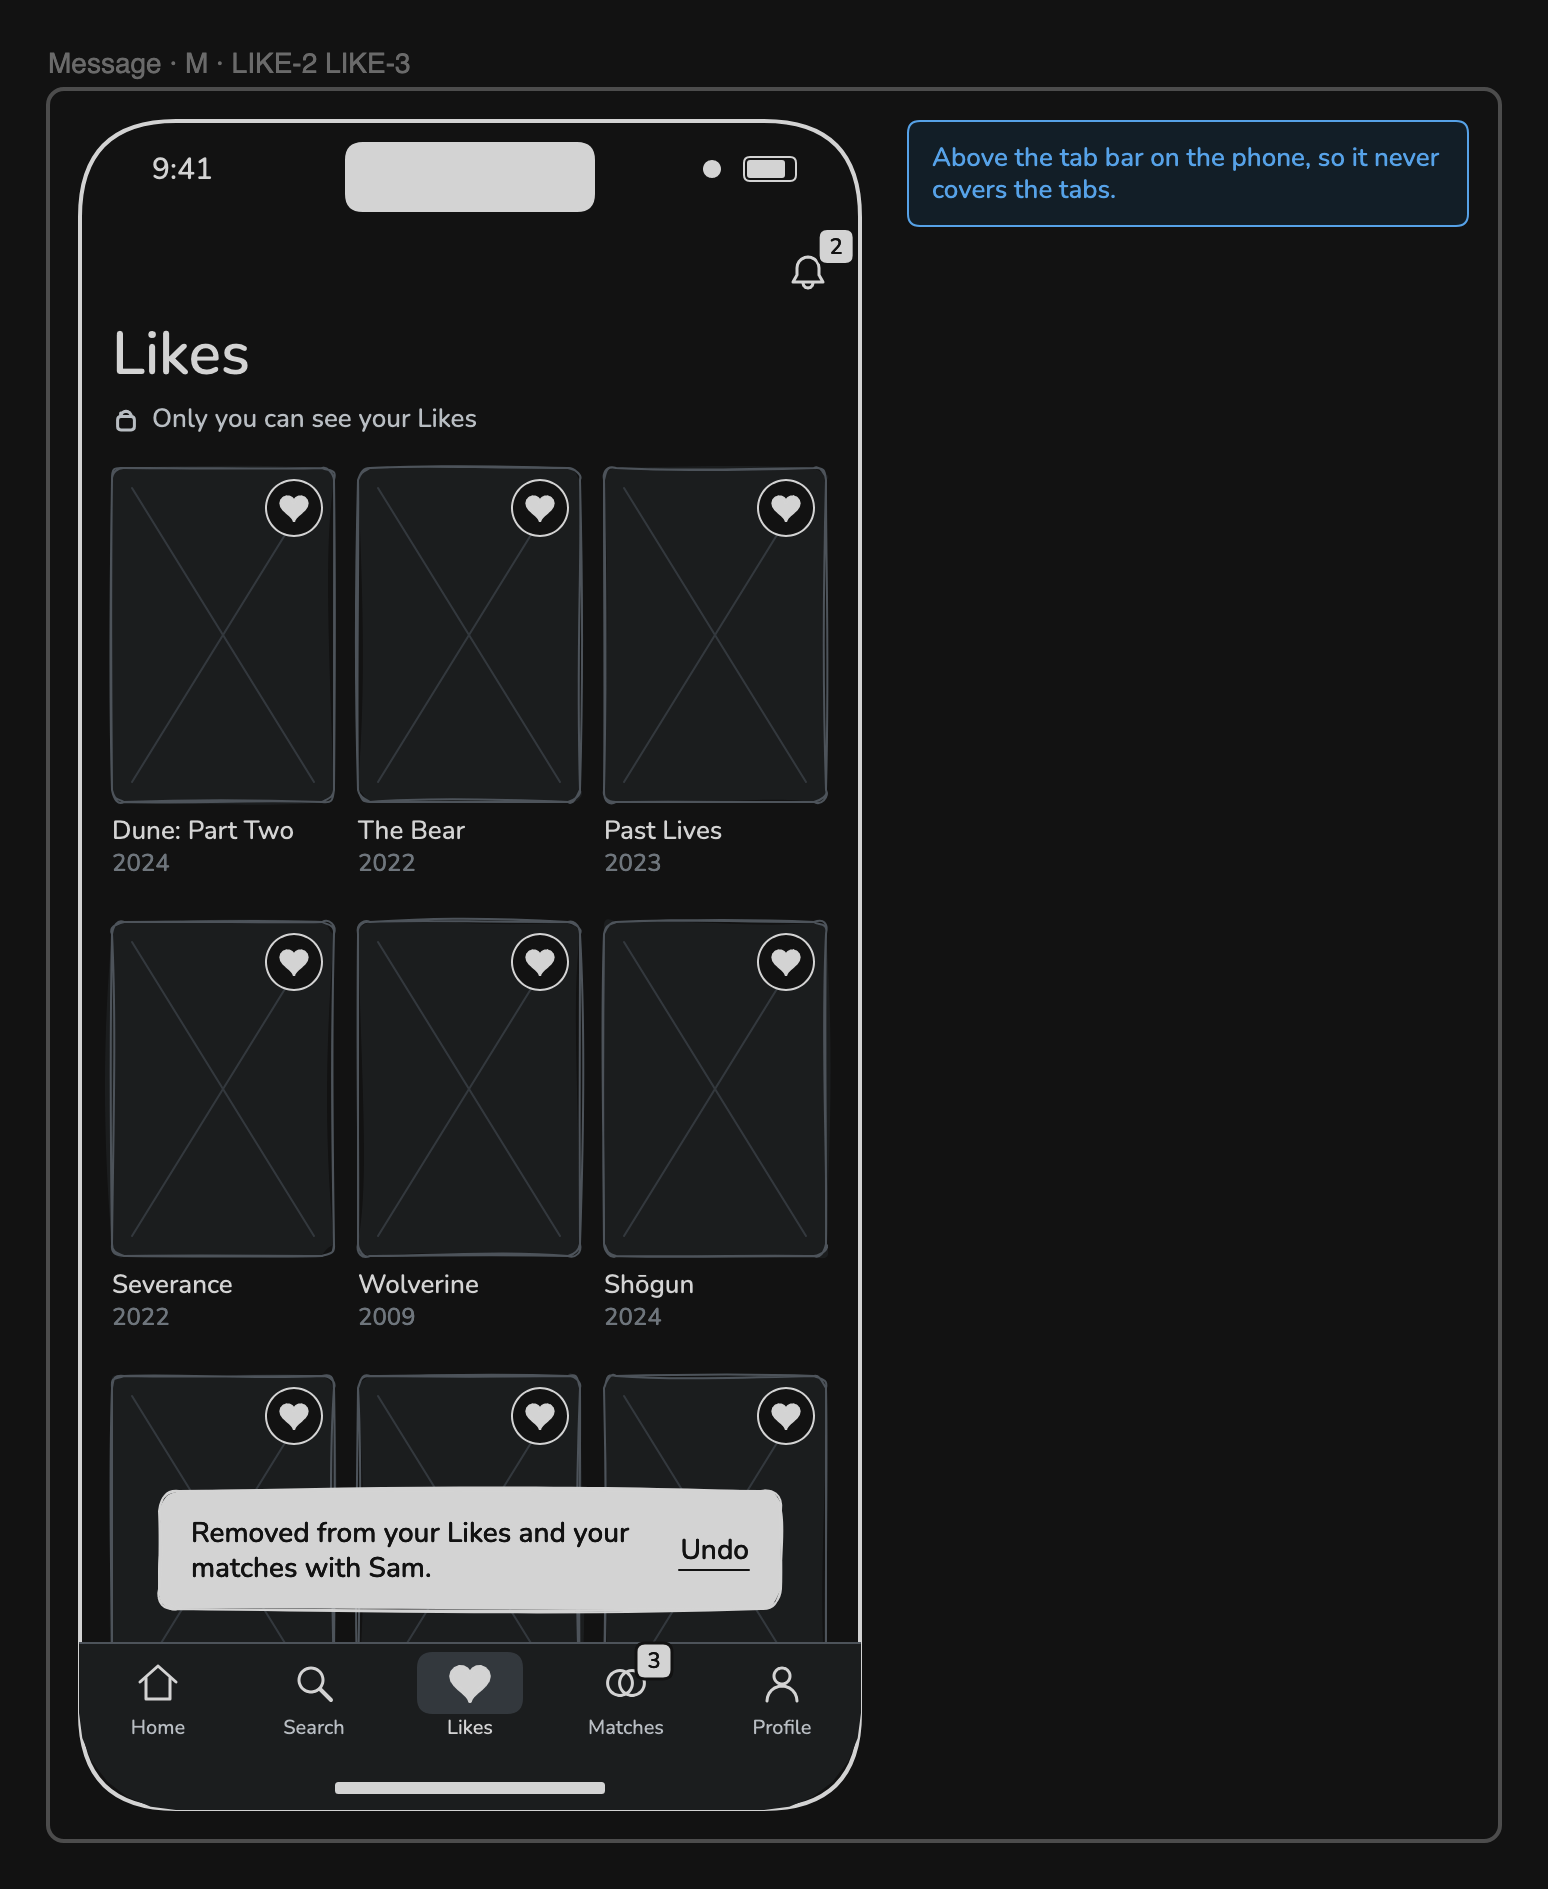 Message · M · LIKE-2 LIKE-3
9:41
Above the tab bar on the phone, so it never
covers the tabs.
2
Likes
Only you can see your Likes
Dune: Part Two
2024
The Bear
2022
Past Lives
2023
Severance
2022
Wolverine
2009
Shōgun
2024
Removed from your Likes and your
matches with Sam.
Undo
3
Home
Search
Likes
Matches
Profile